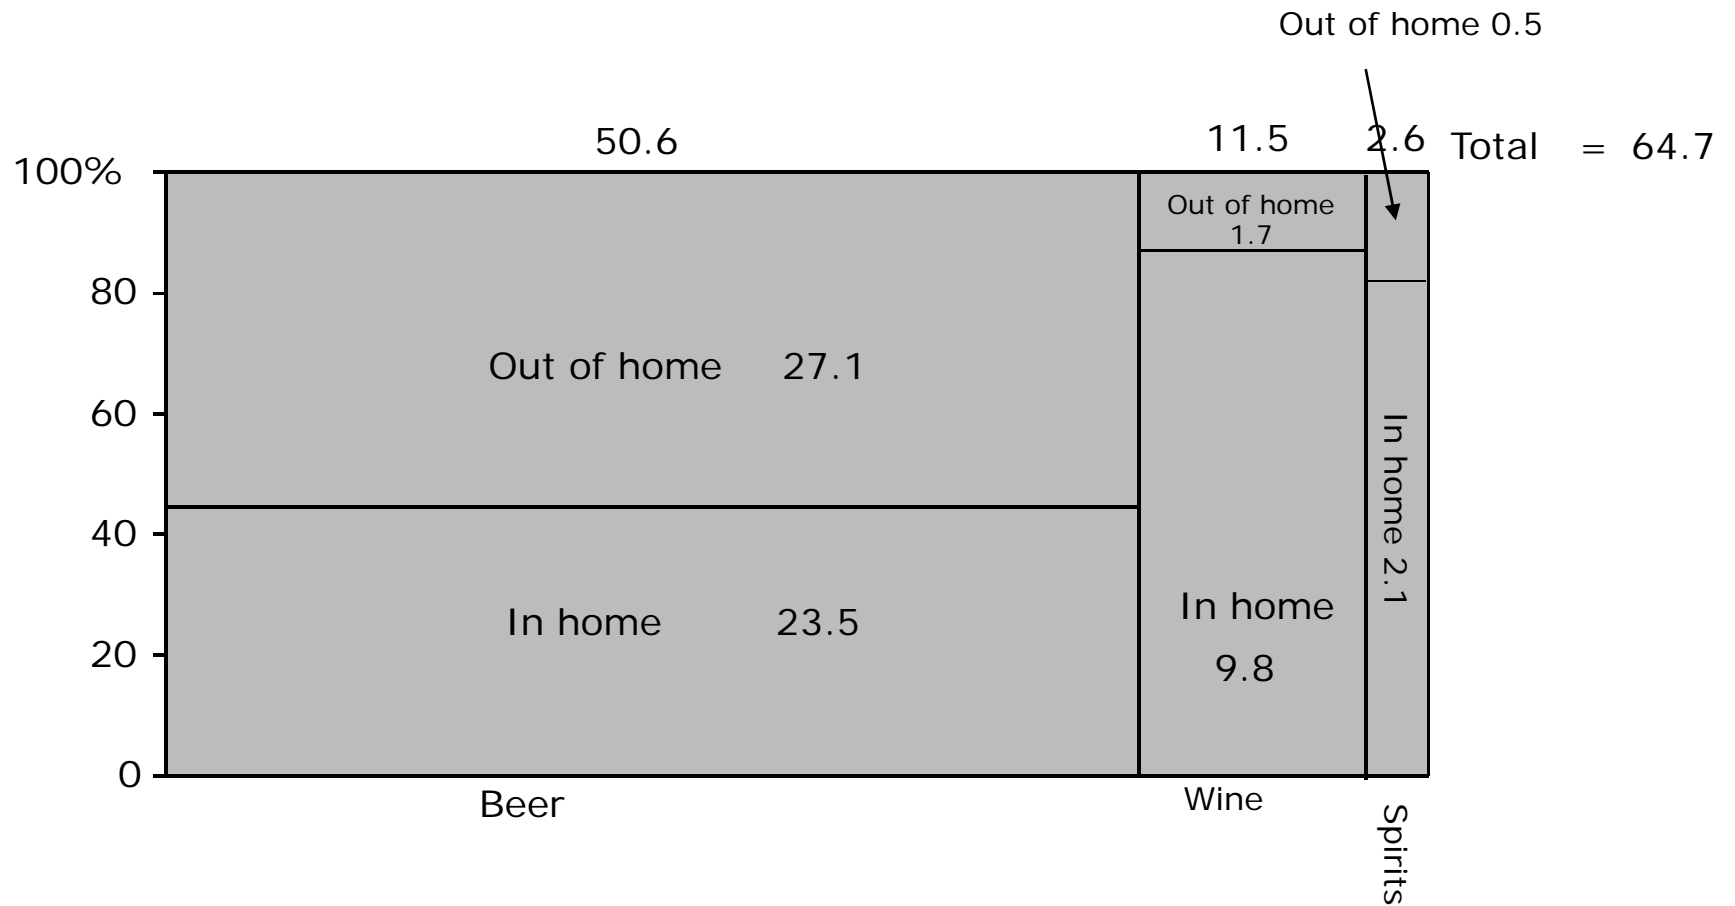 Out of home 0.5
50.6 11.5 2.6 Total = 64.7
100%
Out of home
1.7
80
Out of home 27.1
60
In home 2.1
40
In home 23.5
In home
9.8
20
0
Beer Wine Spirits